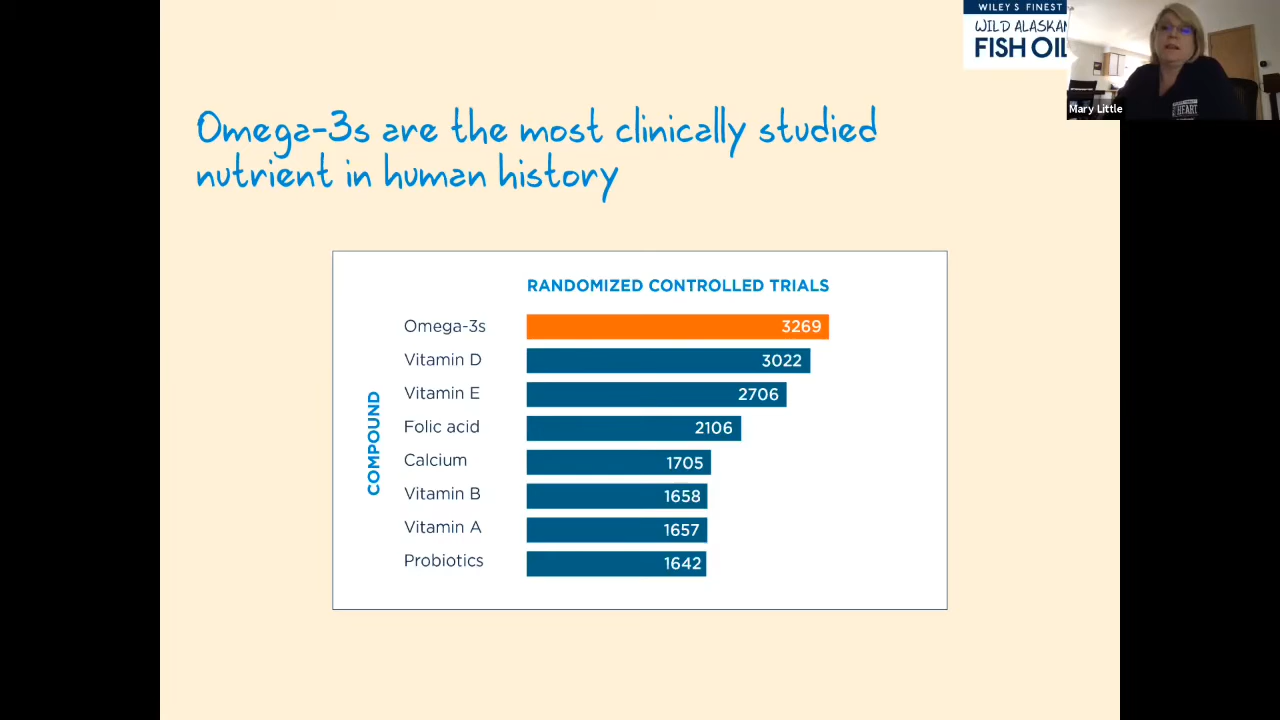 WILEY'S FINEST
WILD ALASKAN
FISH OIL
Mary Little
HEART
Omega-3s are the most clinically studied
nutrient in human history
RANDOMIZED CONTROLLED TRIALS
COMPOUND
Omega-3s 3269
Vitamin D 3022
Vitamin E 2706
Folic acid 2106
Calcium 1705
Vitamin B 1658
Vitamin A 1657
Probiotics 1642